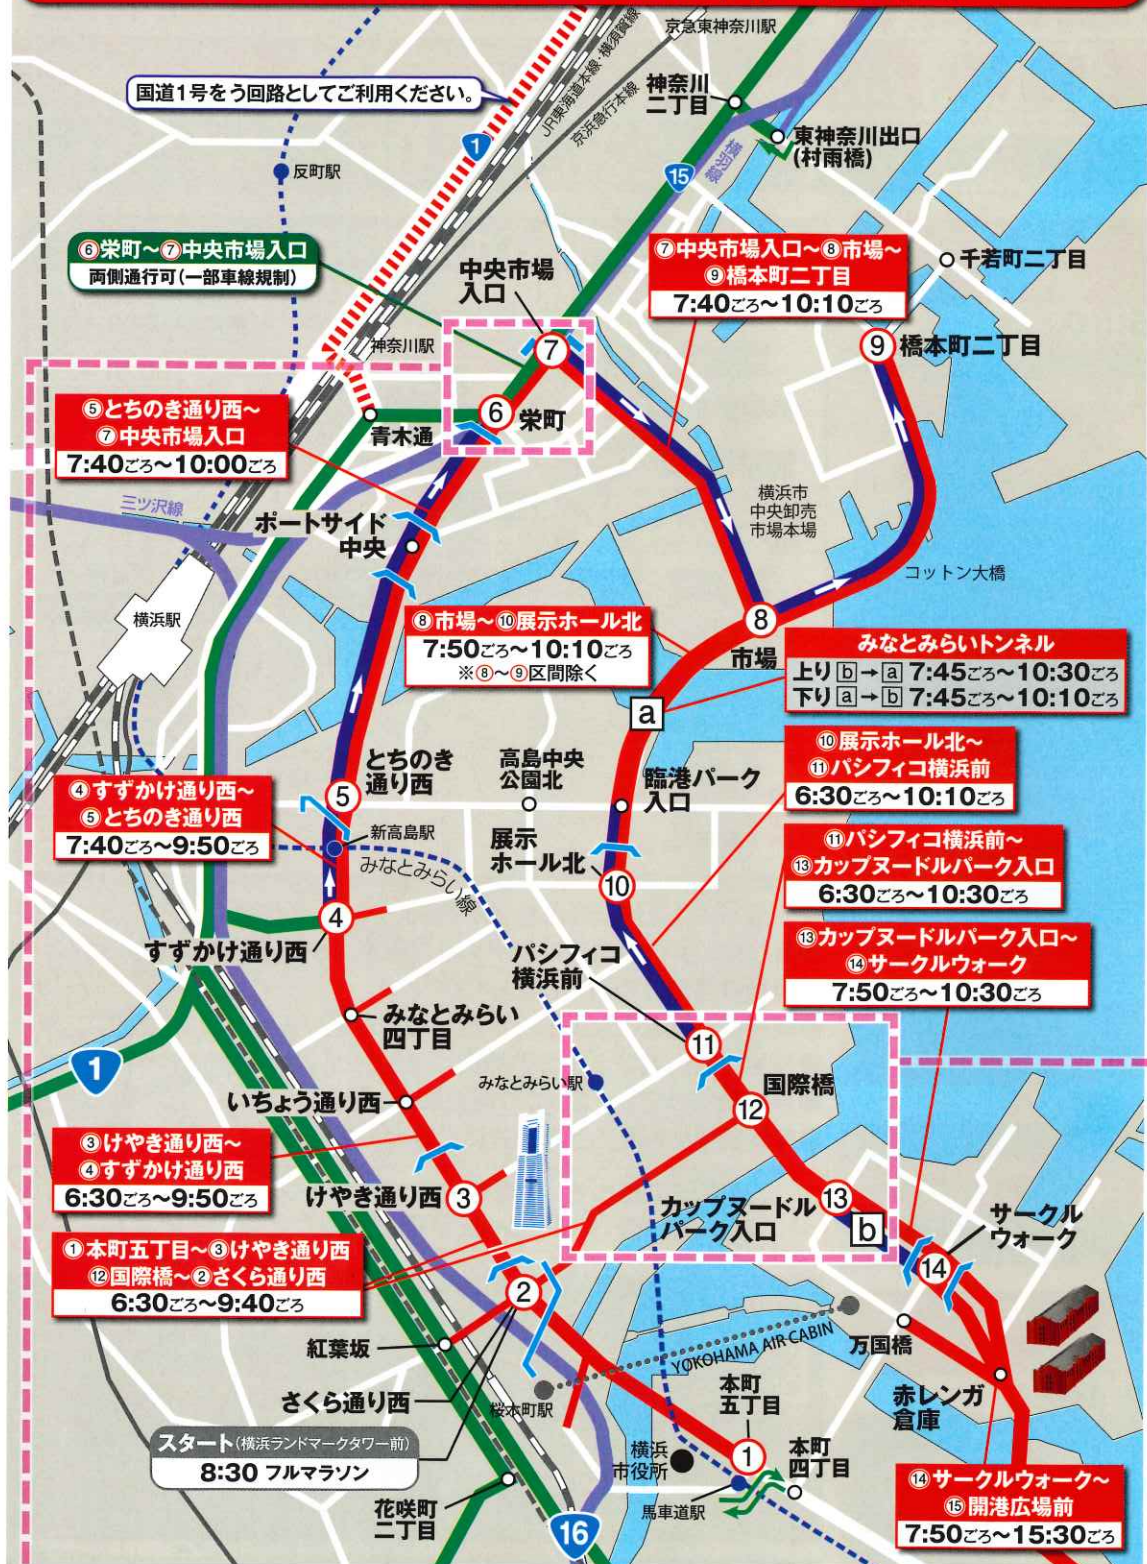 京急東神奈川駅
国道1号をう回路としてご利用ください。
JR東海道本線・横須賀線
京浜急行本線
神奈川
二丁目
東神奈川出口
(村雨橋)
1
15
横羽線
反町駅
⑥栄町～⑦中央市場入口
両側通行可(一部車線規制)
中央市場
入口
⑦中央市場入口～⑧市場～
⑨橋本町二丁目
7:40ごろ～10:10ごろ
千若町二丁目
神奈川駅
7
9
橋本町二丁目
⑤とちのき通り西～
⑦中央市場入口
7:40ごろ～10:00ごろ
青木通
6
栄町
三ツ沢線
ポートサイド
中央
横浜市
中央卸売
市場本場
コットン大橋
横浜駅
⑧市場～⑩展示ホール北
7:50ごろ～10:10ごろ
※⑧～⑨区間除く
8
市場
みなとみらいトンネル
上り b→a 7:45ごろ～10:30ごろ
下り a→b 7:45ごろ～10:10ごろ
a
とちのき
通り西
5
高島中央
公園北
臨港パーク
入口
⑩展示ホール北～
⑪パシフィコ横浜前
6:30ごろ～10:10ごろ
④すずかけ通り西～
⑤とちのき通り西
7:40ごろ～9:50ごろ
新高島駅
みなとみらい線
展示
ホール北
10
⑪パシフィコ横浜前～
⑬カップヌードルパーク入口
6:30ごろ～10:30ごろ
4
すずかけ通り西
パシフィコ
横浜前
⑬カップヌードルパーク入口～
⑭サークルウォーク
7:50ごろ～10:30ごろ
みなとみらい
四丁目
11
1
みなとみらい駅
国際橋
12
いちょう通り西
③けやき通り西～
④すずかけ通り西
6:30ごろ～9:50ごろ
けやき通り西
3
カップヌードル
パーク入口
13
b
サークル
ウォーク
①本町五丁目～③けやき通り西
⑫国際橋～②さくら通り西
6:30ごろ～9:40ごろ
14
2
紅葉坂
YOKOHAMA AIR CABIN
万国橋
さくら通り西
桜木町駅
本町
五丁目
赤レンガ
倉庫
スタート(横浜ランドマークタワー前)
8:30 フルマラソン
横浜
市役所
1
本町
四丁目
馬車道駅
花咲町
二丁目
16
⑭サークルウォーク～
⑮開港広場前
7:50ごろ～15:30ごろ